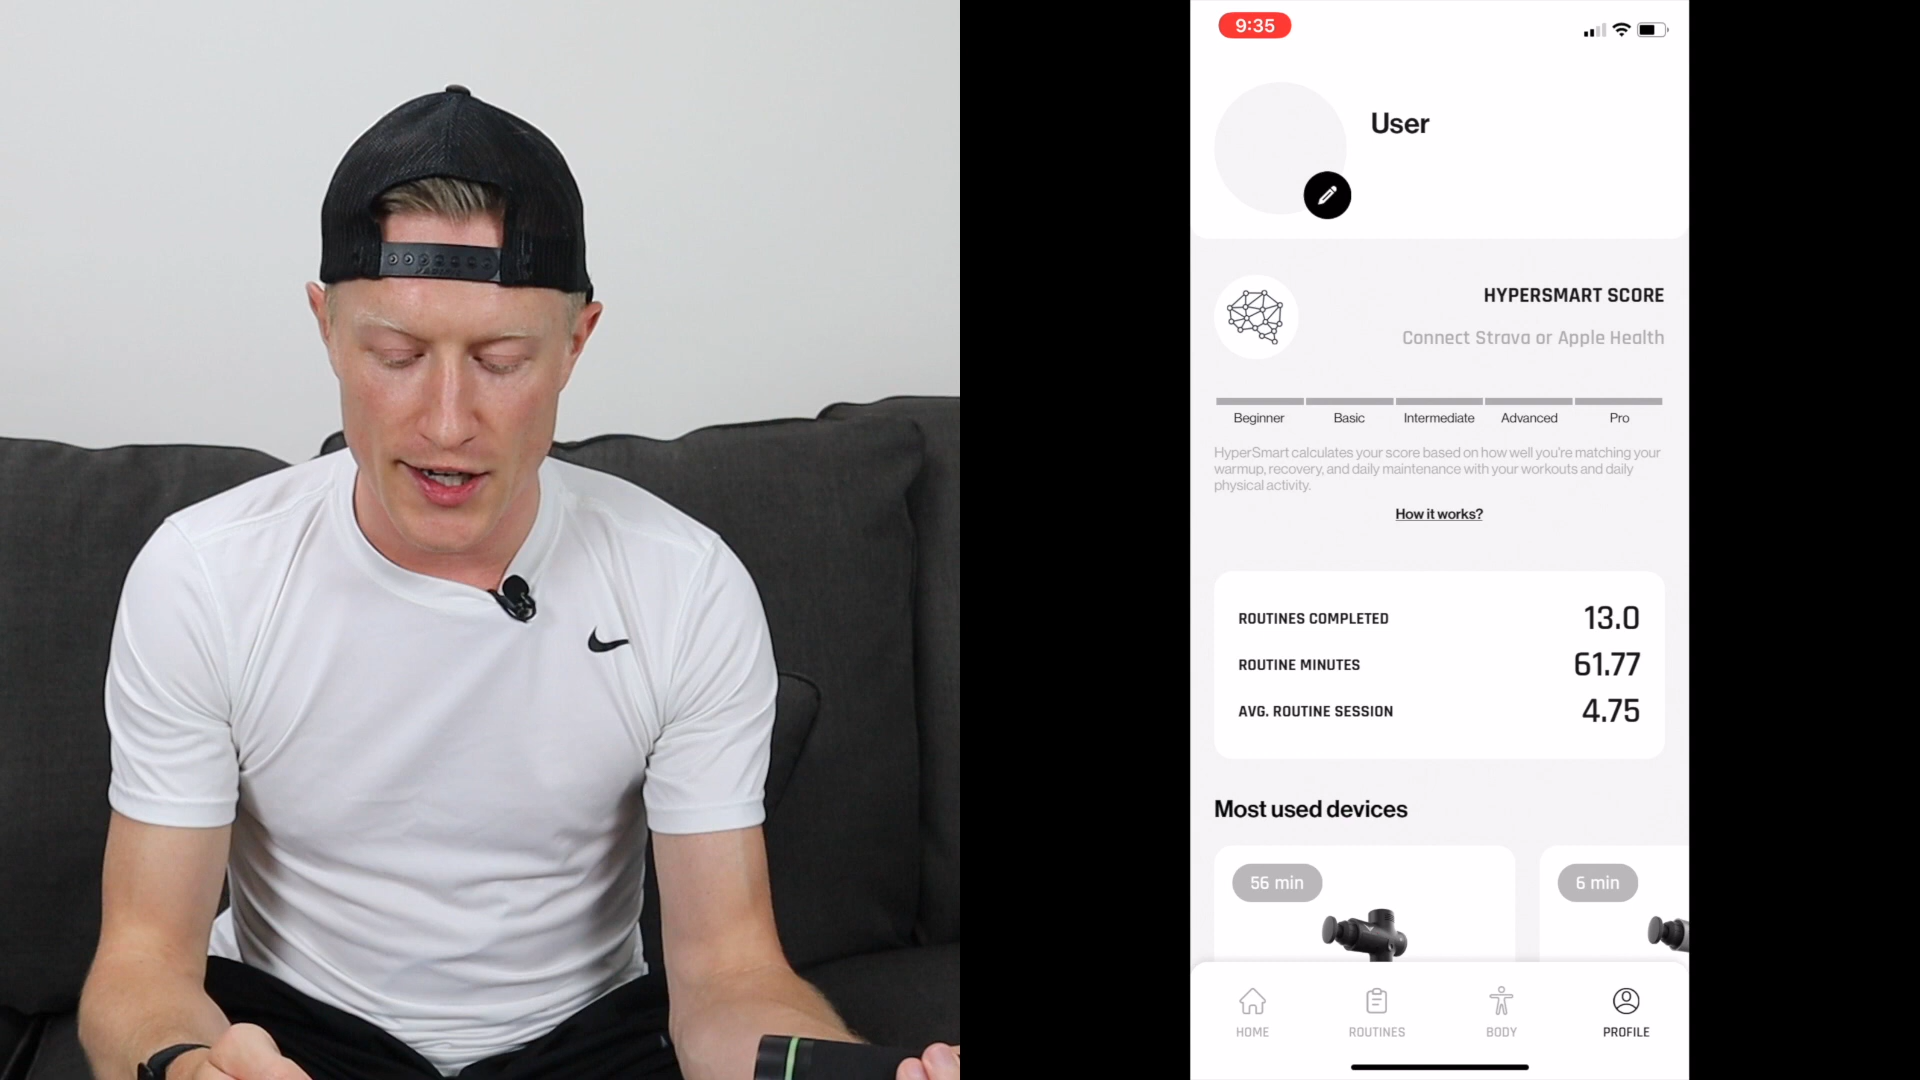 9:35
User
HYPERSMART SCORE
Connect Strava or Apple Health
Beginner Basic Intermediate Advanced Pro
HyperSmart calculates your score based on how well you're matching your
warmup, recovery, and daily maintenance with your workouts and daily
physical activity.
How it works?
ROUTINES COMPLETED 13.0
ROUTINE MINUTES 61.77
AVG. ROUTINE SESSION 4.75
Most used devices
56 min 6 min
HOME ROUTINES BODY PROFILE